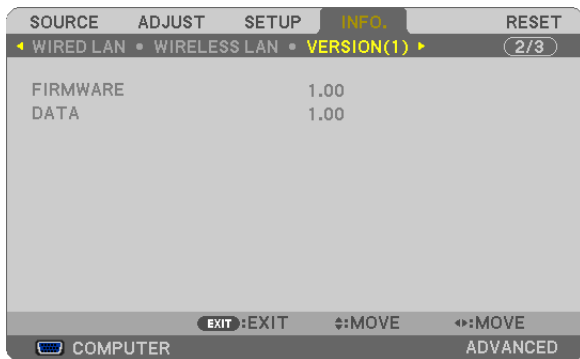 SOURCE ADJUST SETUP INFO. RESET
WIRED LAN • WIRELESS LAN • VERSION(1) 2/3
FIRMWARE 1.00
DATA 1.00
EXIT :EXIT :MOVE :MOVE
COMPUTER ADVANCED